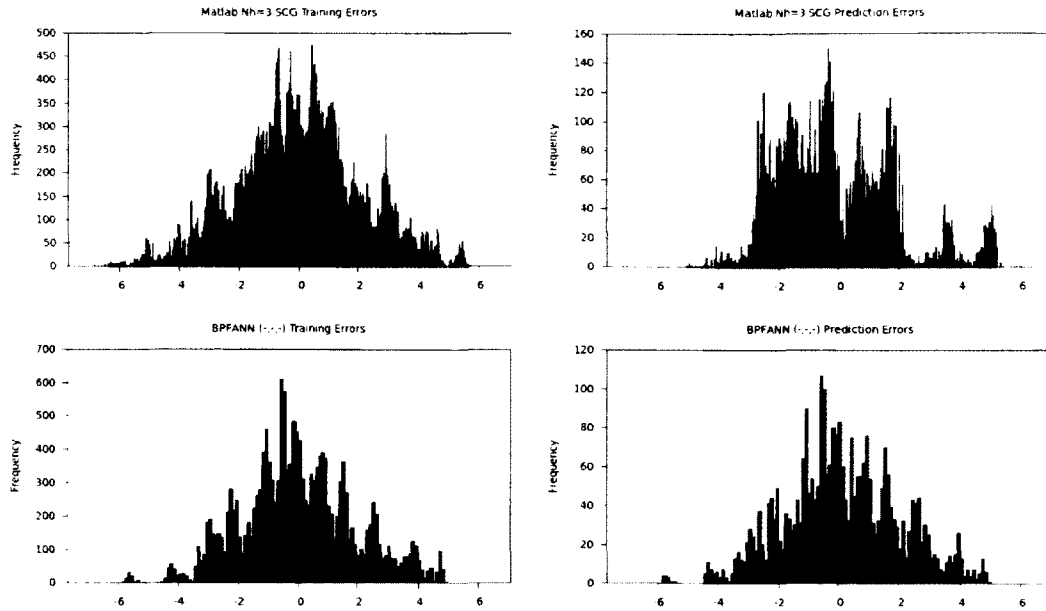 Matlab Nh=3 SCG Training Errors
500
450
400
350
300
250
200
150
100
50
0
Frequency
6 -4 -2 0 2 4 6
Matlab Nh=3 SCG Prediction Errors
160
140
120
100
80
60
40
20
0
Frequency
6 -4 -2 0 2 4 6
BPFANN (-,-,-) Training Errors
700
600
500
400
300
200
100
0
Frequency
-6 -4 -2 0 2 4 6
BPFANN (-,-,-) Prediction Errors
120
100
80
60
40
20
0
Frequency
-6 -4 -2 0 2 4 6